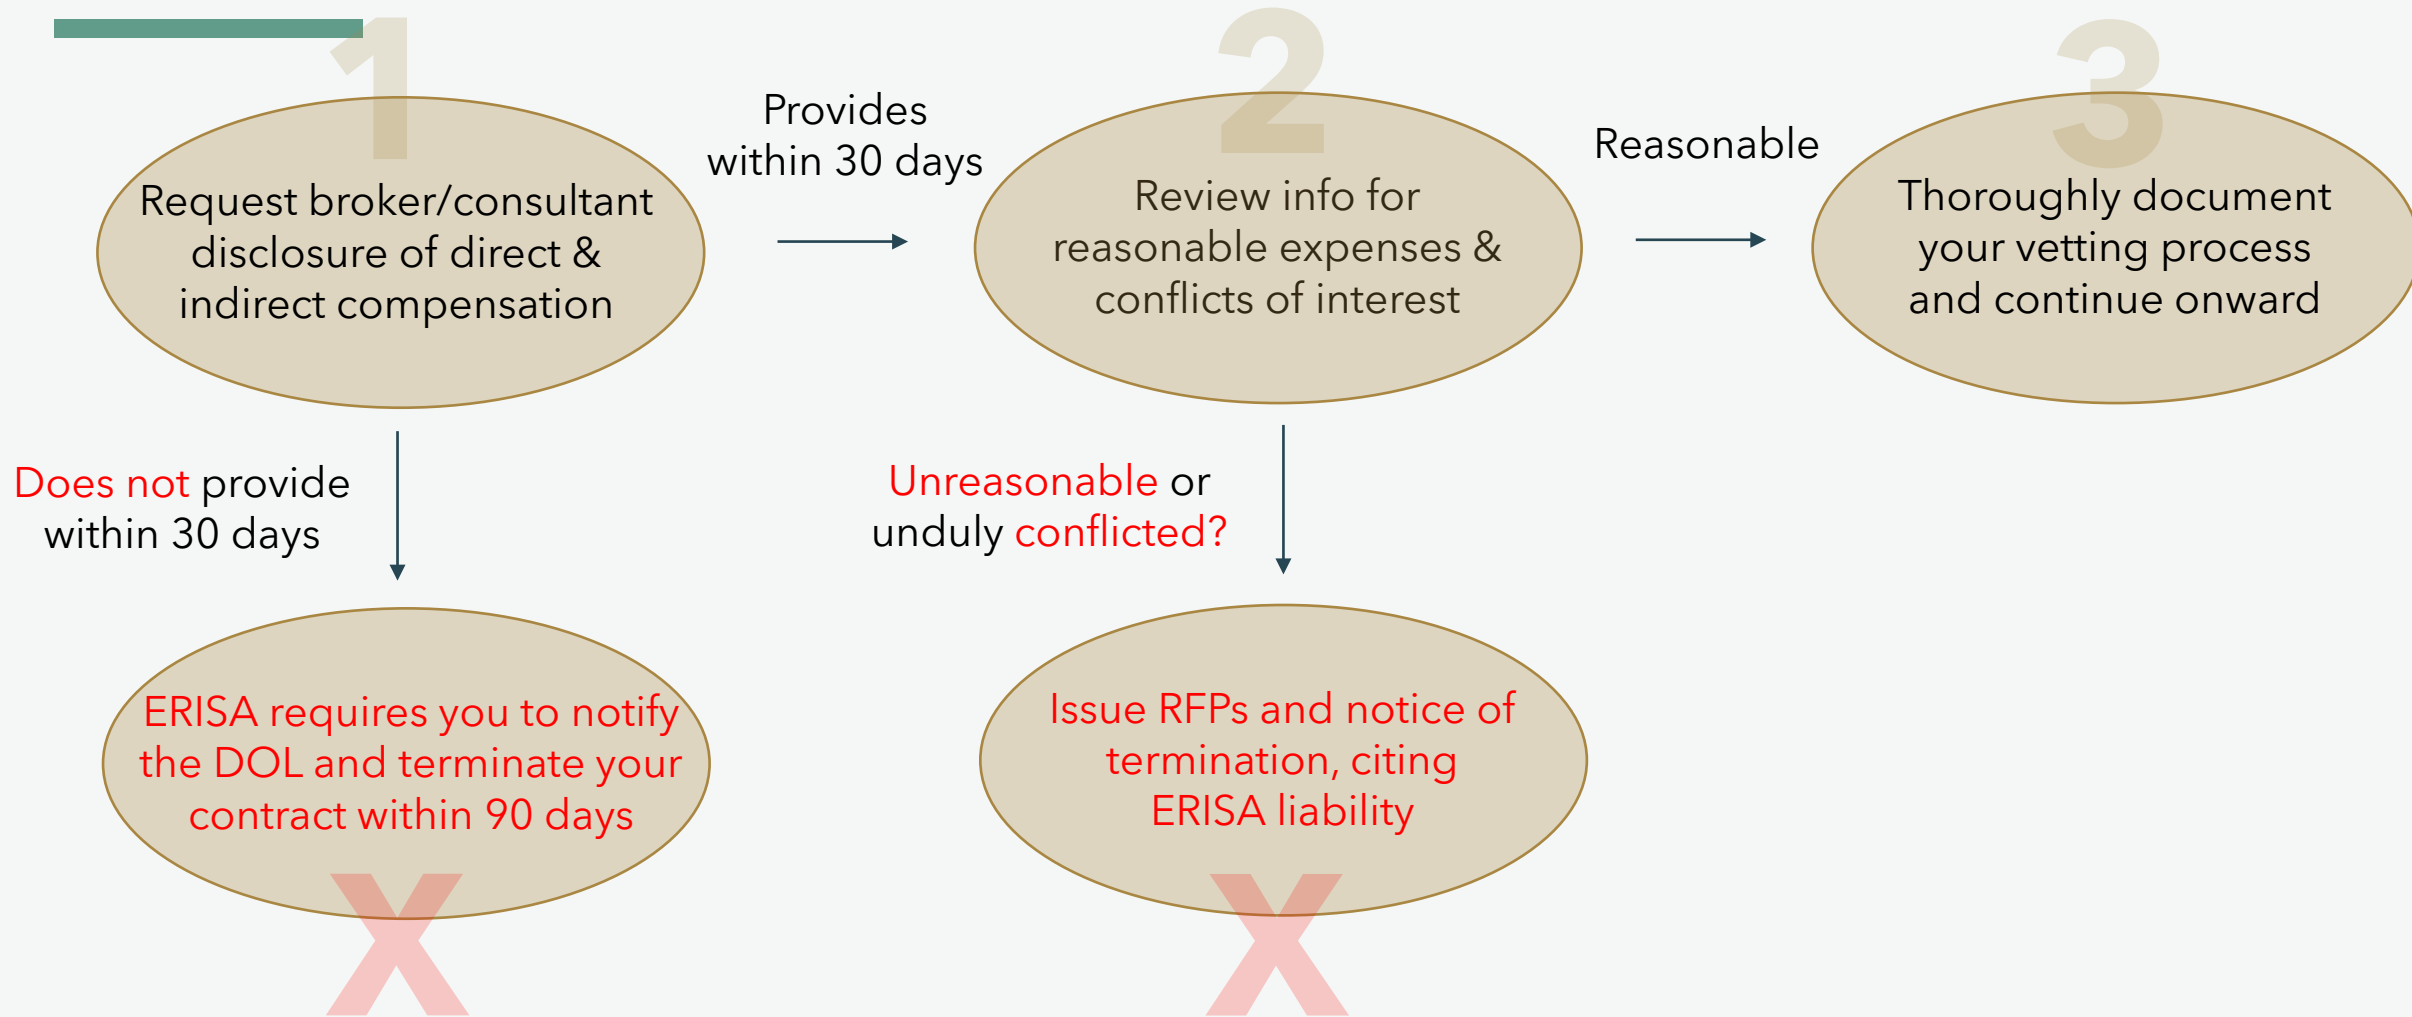 1
Request broker/consultant
disclosure of direct &
indirect compensation
Provides
within 30 days
2
Review info for
reasonable expenses &
conflicts of interest
Reasonable
3
Thoroughly document
your vetting process
and continue onward
Does not provide
within 30 days
ERISA requires you to notify
the DOL and terminate your
contract within 90 days
X
Unreasonable or
unduly conflicted?
Issue RFPs and notice of
termination, citing
ERISA liability
X